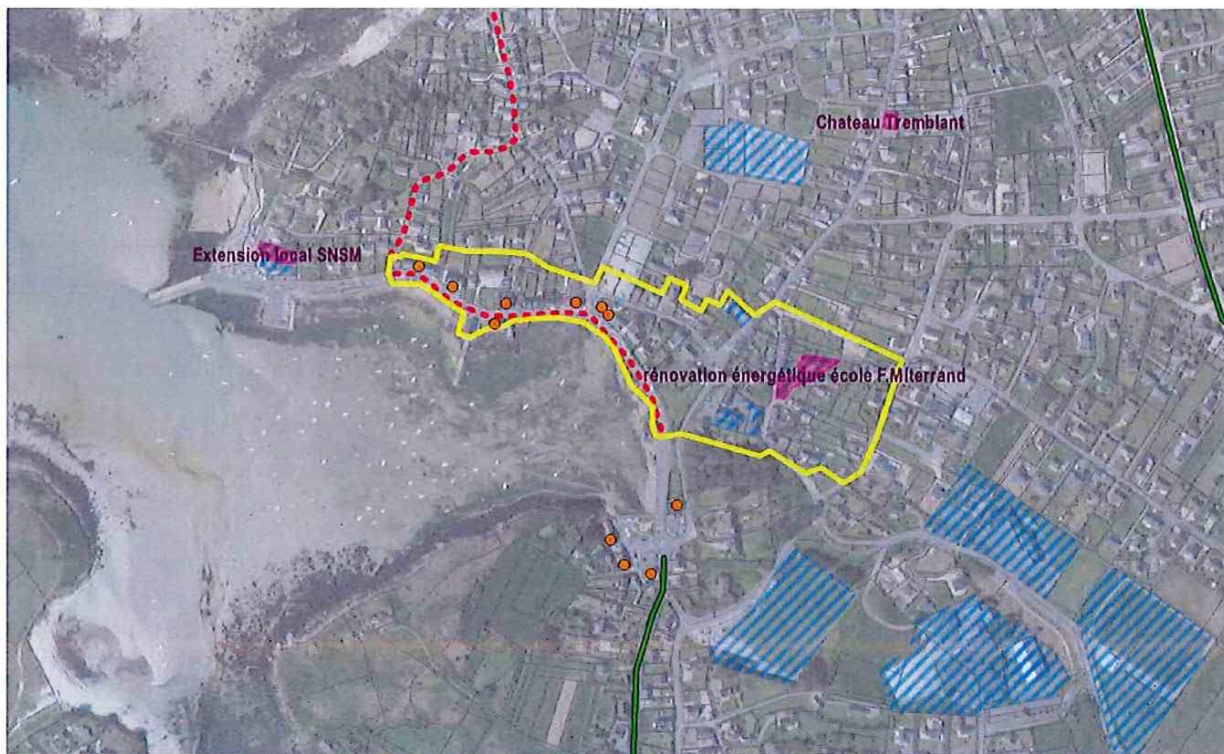 Chateau Tremblant
Extension local SNSM
rénovation énergétique école F.Miterrand